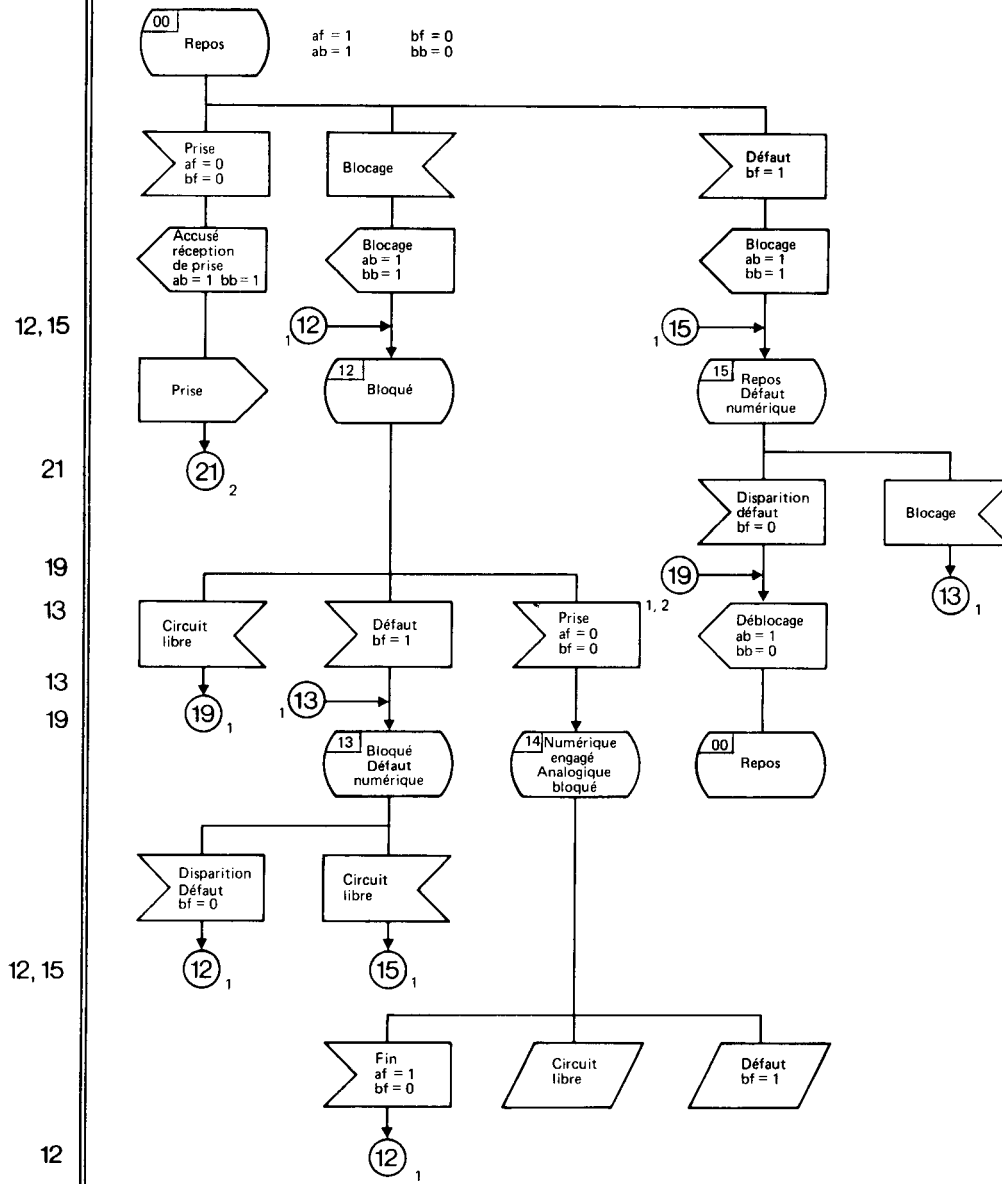 00
Repos
af = 1 bf = 0
ab = 1 bb = 0
Prise
af = 0
bf = 0
Blocage
Défaut
bf = 1
Accusé
réception
de prise
ab = 1 bb = 1
Blocage
ab = 1
bb = 1
Blocage
ab = 1
bb = 1
12, 15
1 12
1 15
Prise
12
Bloqué
15
Repos
Défaut
numérique
21
21 2
Disparition
défaut
bf = 0
Blocage
19
19
13 1
13
Circuit
libre
Défaut
bf = 1
Prise
af = 0
bf = 0
1, 2
Déblocage
ab = 1
bb = 0
13
19
19 1
1 13
13
Bloqué
Défaut
numérique
14
Numérique
engagé
Analogique
bloqué
00
Repos
Disparition
Défaut
bf = 0
Circuit
libre
12, 15
12 1
15 1
Fin
af = 1
bf = 0
Circuit
libre
Défaut
bf = 1
12
12 1